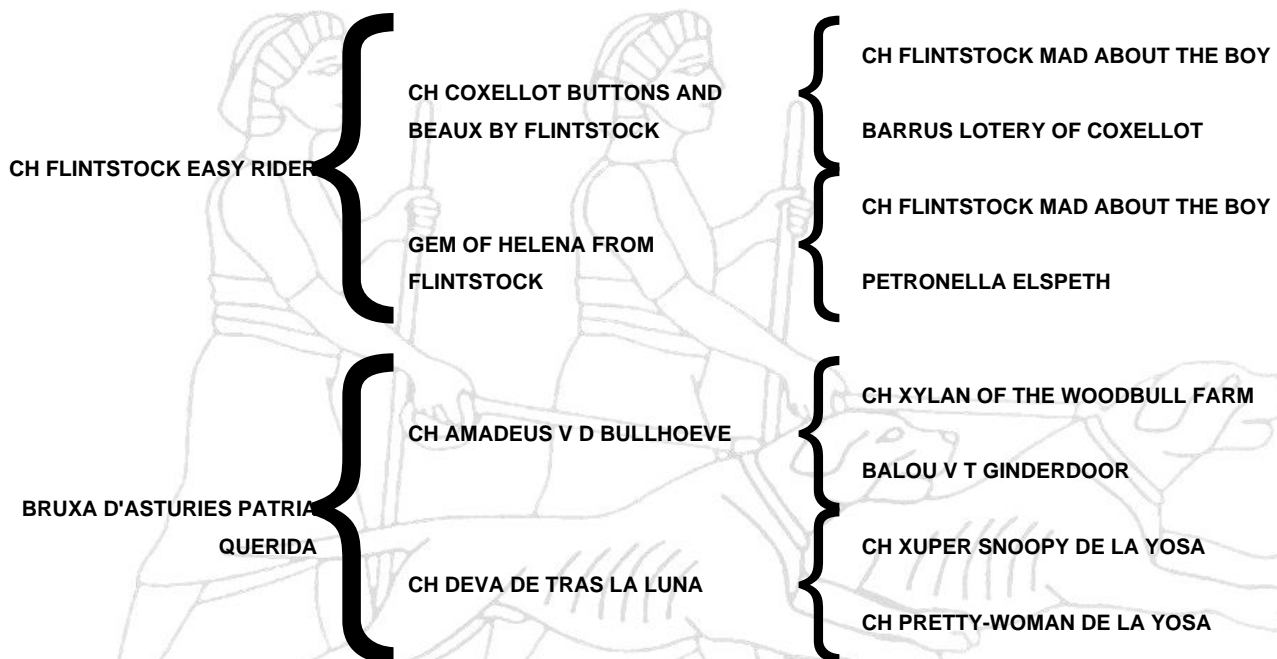 CH FLINTSTOCK EASY RIDER
CH COXELLOT BUTTONS AND
BEAUX BY FLINTSTOCK
CH FLINTSTOCK MAD ABOUT THE BOY
BARRUS LOTERY OF COXELLOT
GEM OF HELENA FROM
FLINTSTOCK
CH FLINTSTOCK MAD ABOUT THE BOY
PETRONELLA ELSPETH
BRUXA D'ASTURIES PATRIA
QUERIDA
CH AMADEUS V D BULLHOEVE
CH XYLAN OF THE WOODBULL FARM
BALOU V T GINDERDOOR
CH DEVA DE TRAS LA LUNA
CH XUPER SNOOPY DE LA YOSA
CH PRETTY-WOMAN DE LA YOSA